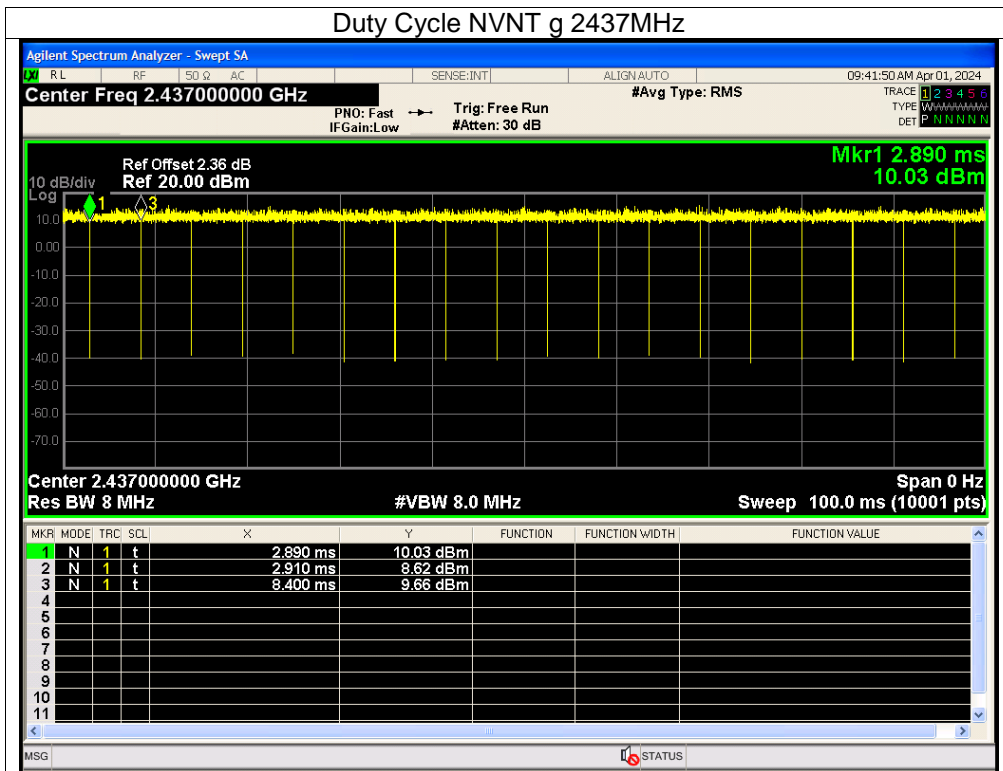 Duty Cycle NVNT g 2437MHz
Agilent Spectrum Analyzer - Swept SA
LXI RL RF 50 Ω AC SENSE:INT ALIGN AUTO 09:41:50 AM Apr 01, 2024
Center Freq 2.437000000 GHz #Avg Type: RMS TRACE 1 2 3 4 5 6
PNO: Fast Trig: Free Run TYPE W
IFGain:Low #Atten: 30 dB DET P N N N N N
Mkr1 2.890 ms
10.03 dBm
Ref Offset 2.36 dB
10 dB/div Ref 20.00 dBm
Log
1 3
10.0
0.00
-10.0
-20.0
-30.0
-40.0
-50.0
-60.0
-70.0
Center 2.437000000 GHz Span 0 Hz
Res BW 8 MHz #VBW 8.0 MHz Sweep 100.0 ms (10001 pts)
MKR MODE TRC SCL X Y FUNCTION FUNCTION WIDTH FUNCTION VALUE
1 N 1 t 2.890 ms 10.03 dBm
2 N 1 t 2.910 ms 8.62 dBm
3 N 1 t 8.400 ms 9.66 dBm
4
5
6
7
8
9
10
11
MSG STATUS